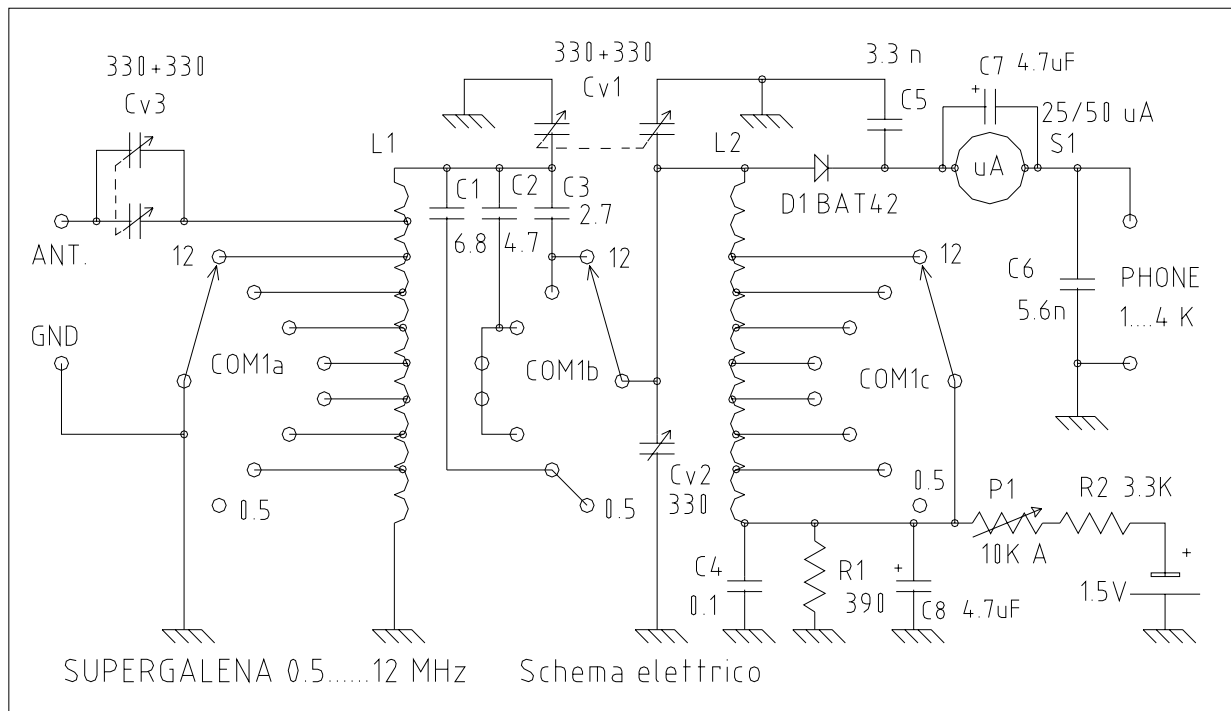 330+330
Cv3
330+330
Cv1
3.3 n
C5
C7 4.7uF
+
25/50 uA
uA
S1
L1
C1
6.8
C2
4.7
C3
2.7
L2
D1 BAT42
ANT.
12
12
12
C6
5.6n
PHONE
1....4 K
GND
COM1a
COM1b
COM1c
0.5
0.5
0.5
Cv2
330
P1
10K A
R2 3.3K
C4
0.1
R1
390
+
C8 4.7uF
+
1.5V
SUPERGALENA 0.5......12 MHz
Schema elettrico